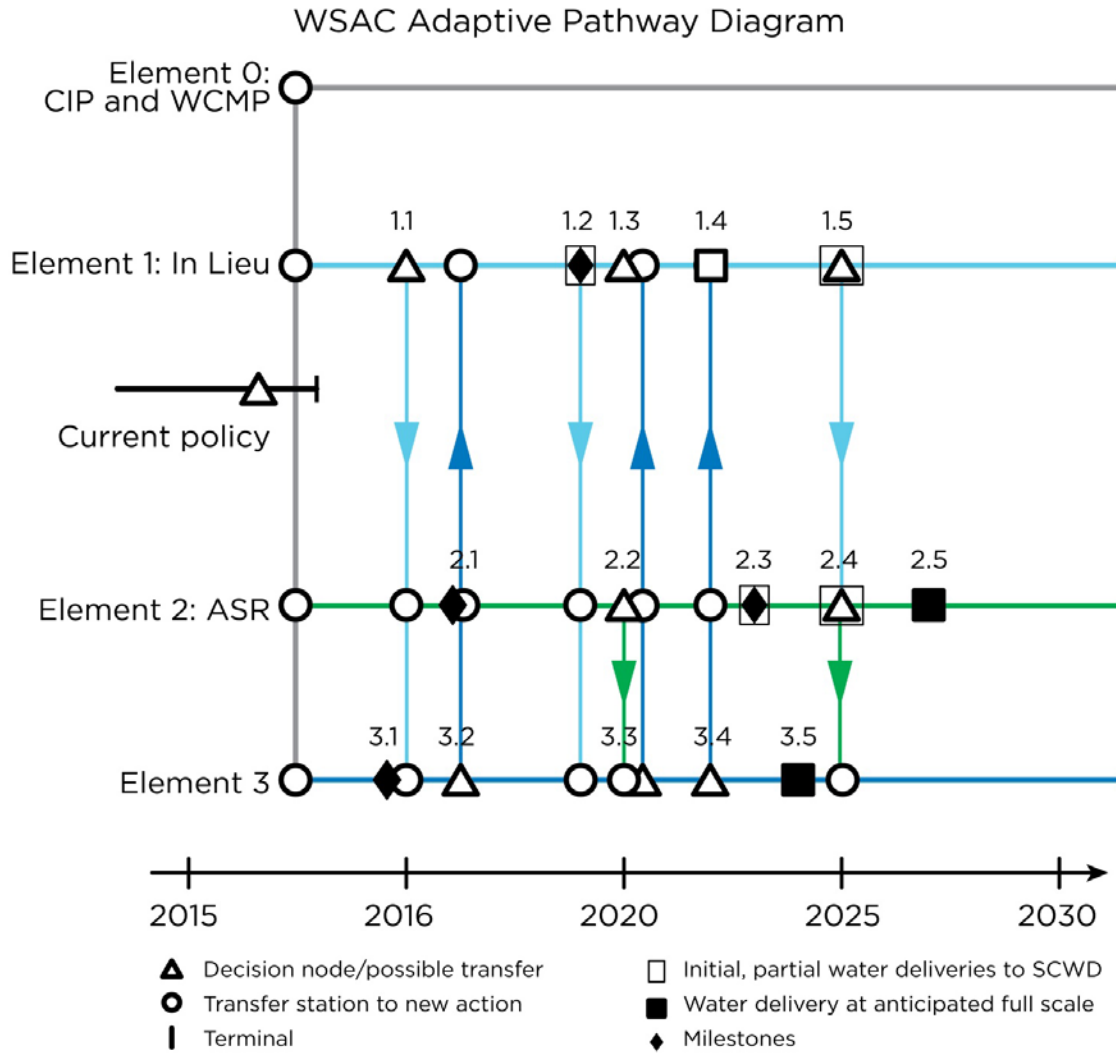 WSAC Adaptive Pathway Diagram
Element 0:
CIP and WCMP
1.1
1.2
1.3
1.4
1.5
Element 1: In Lieu
Current policy
2.1
2.2
2.3
2.4
2.5
Element 2: ASR
3.1
3.2
3.3
3.4
3.5
Element 3
2015
2016
2020
2025
2030
Decision node/possible transfer
Transfer station to new action
Terminal
Initial, partial water deliveries to SCWD
Water delivery at anticipated full scale
Milestones